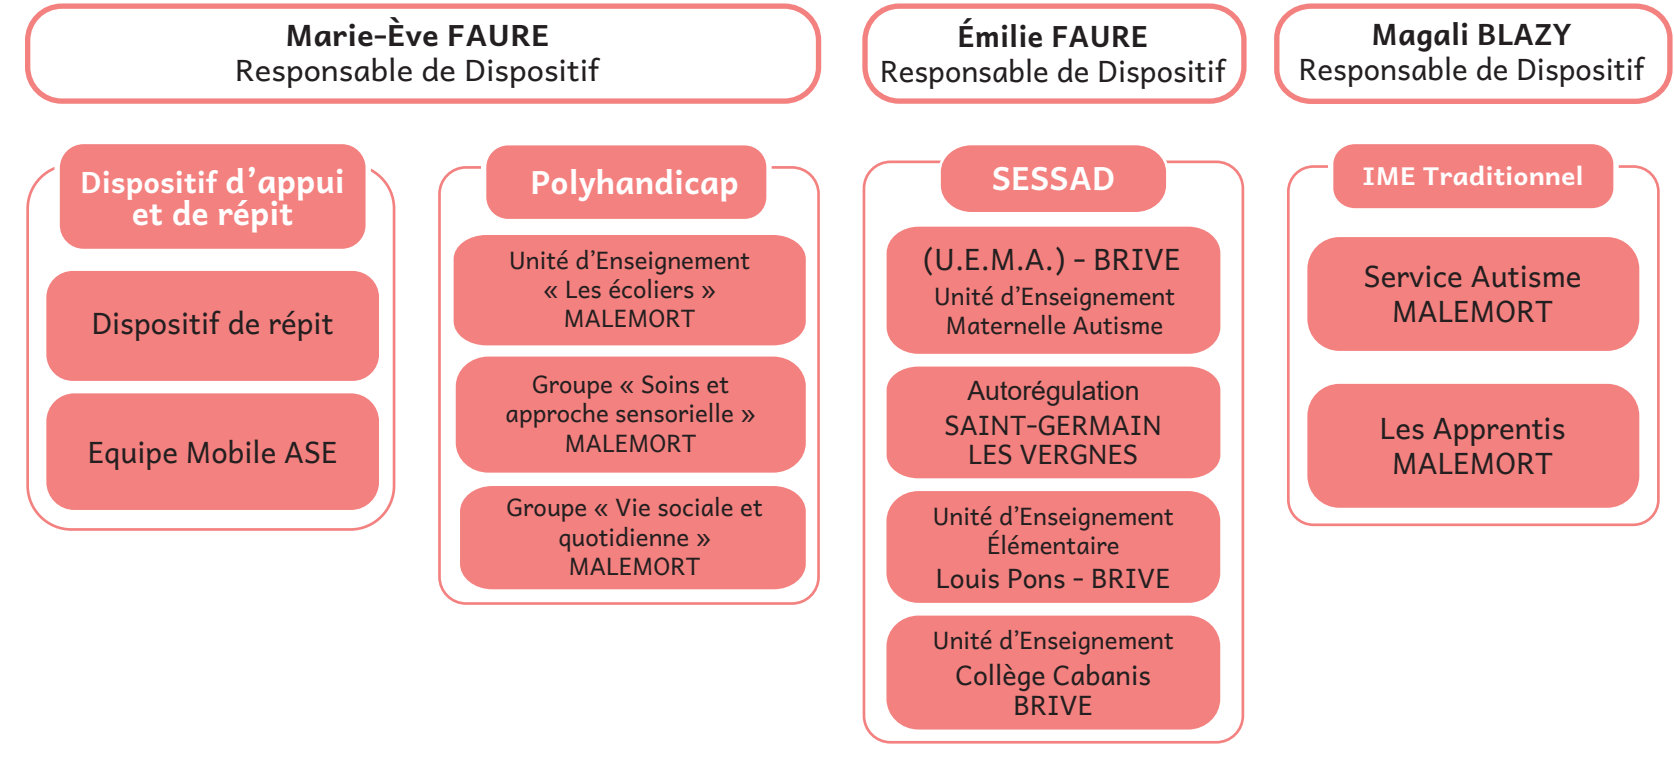 Marie-Ève FAURE
Responsable de Dispositif
Émilie FAURE
Responsable de Dispositif
Magali BLAZY
Responsable de Dispositif
Dispositif d’appui
et de répit
Dispositif de répit
Equipe Mobile ASE
Polyhandicap
Unité d’Enseignement
« Les écoliers »
MALEMORT
Groupe « Soins et
approche sensorielle »
MALEMORT
Groupe « Vie sociale et
quotidienne »
MALEMORT
SESSAD
(U.E.M.A.) - BRIVE
Unité d’Enseignement
Maternelle Autisme
Autorégulation
SAINT-GERMAIN
LES VERGNES
Unité d’Enseignement
Élémentaire
Louis Pons - BRIVE
Unité d’Enseignement
Collège Cabanis
BRIVE
IME Traditionnel
Service Autisme
MALEMORT
Les Apprentis
MALEMORT